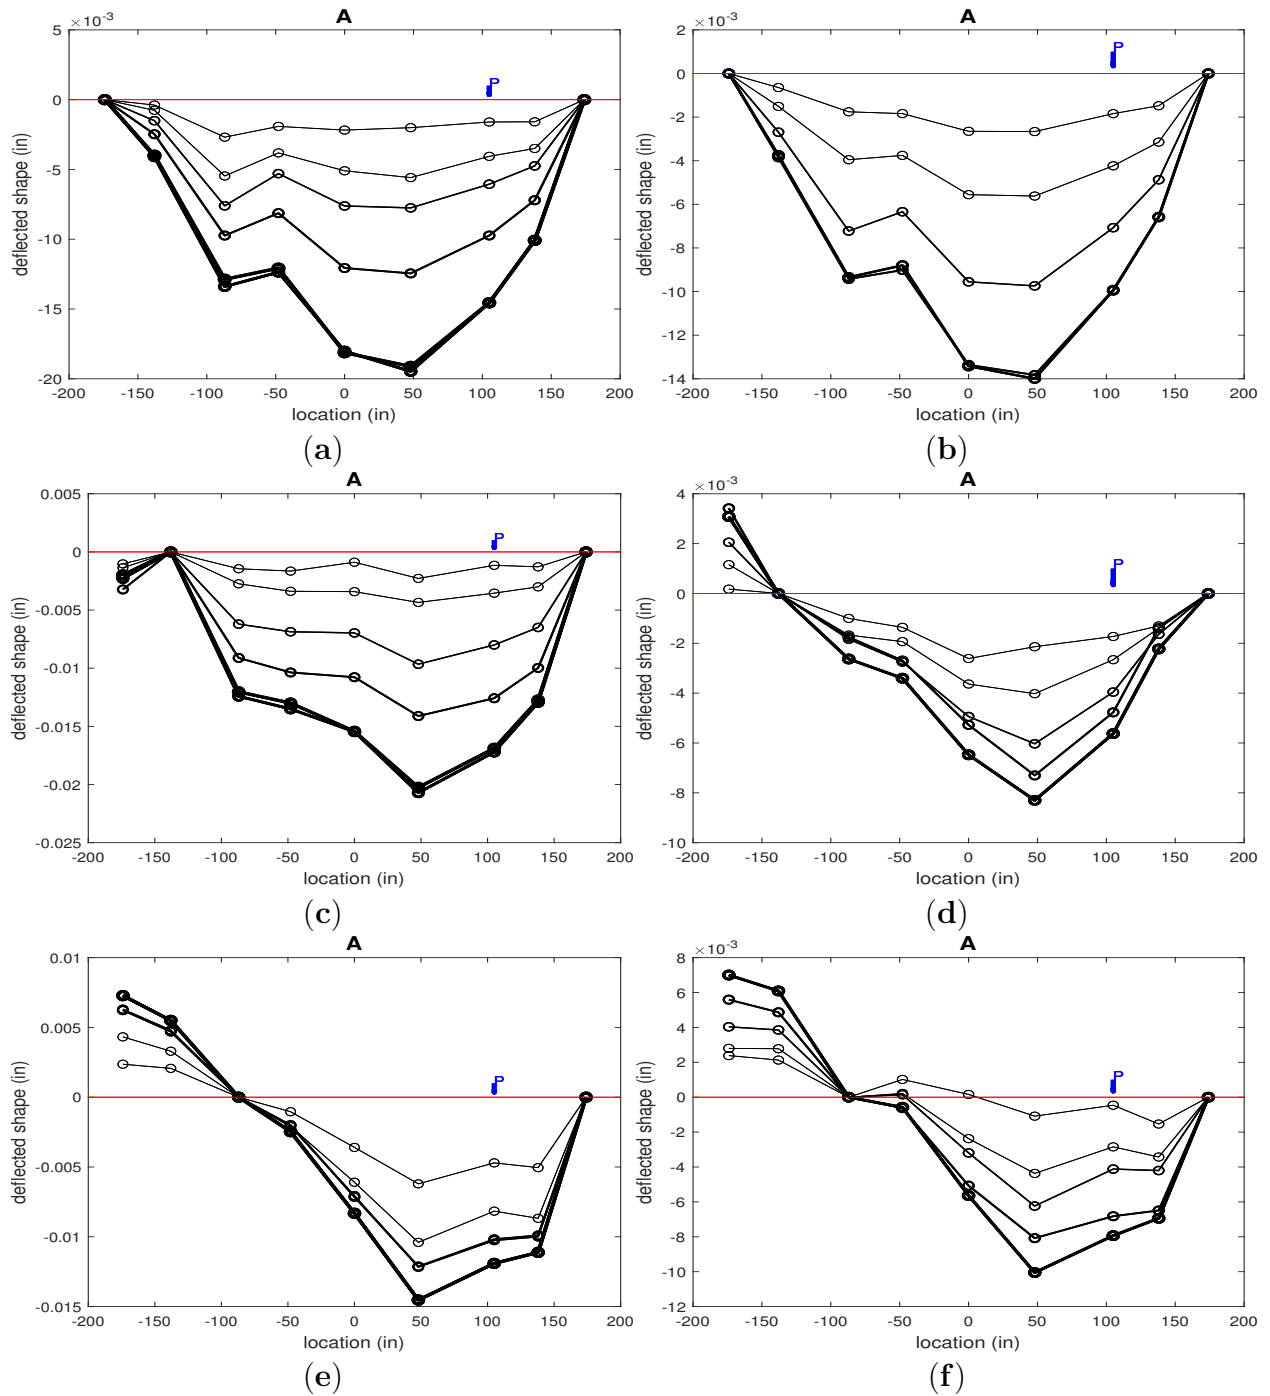 A
A
×10-3
×10-3
5
0
-5
-10
-15
-20
2
0
-2
-4
-6
-8
-10
-12
-14
P
P
deflected shape (in)
deflected shape (in)
-200 -150 -100 -50 0 50 100 150 200
-200 -150 -100 -50 0 50 100 150 200
location (in)
location (in)
(a)
(b)
A
A
×10-3
0.005
0
-0.005
-0.01
-0.015
-0.02
-0.025
4
2
0
-2
-4
-6
-8
-10
P
P
deflected shape (in)
deflected shape (in)
-200 -150 -100 -50 0 50 100 150 200
-200 -150 -100 -50 0 50 100 150 200
location (in)
location (in)
(c)
(d)
A
A
×10-3
0.01
0.005
0
-0.005
-0.01
-0.015
8
6
4
2
0
-2
-4
-6
-8
-10
-12
P
P
deflected shape (in)
deflected shape (in)
-200 -150 -100 -50 0 50 100 150 200
-200 -150 -100 -50 0 50 100 150 200
location (in)
location (in)
(e)
(f)